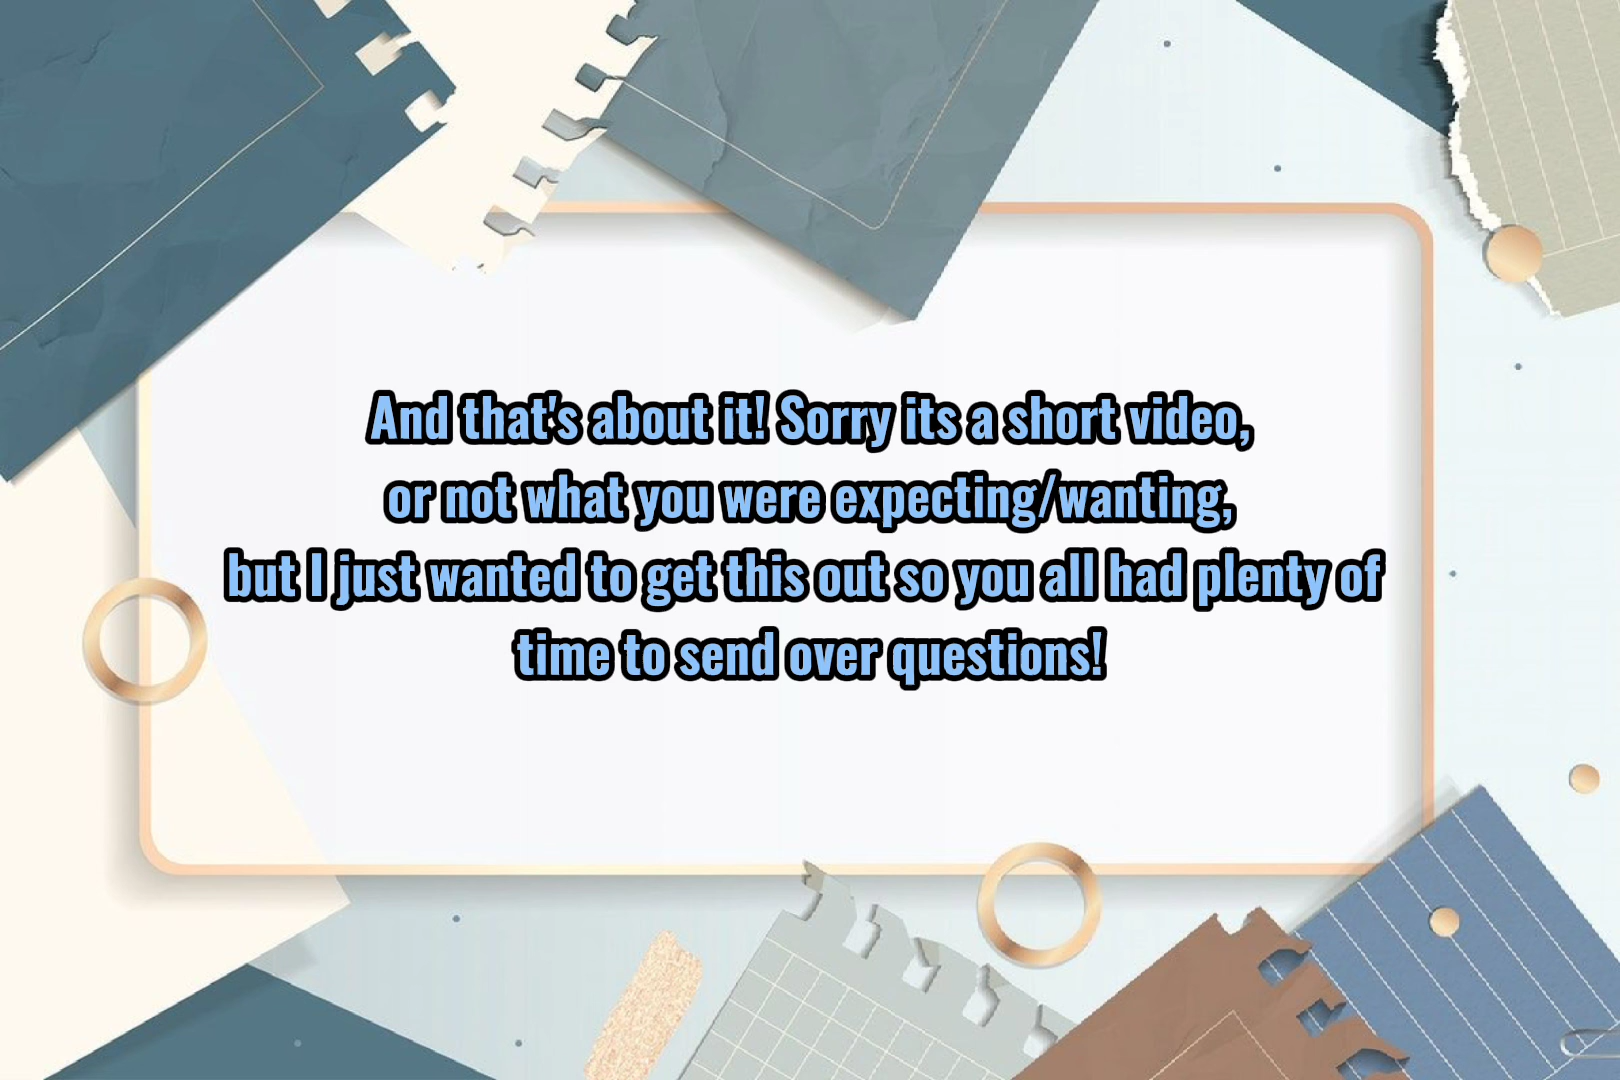 And that's about it! Sorry its a short video,
or not what you were expecting/wanting,
but I just wanted to get this out so you all had plenty of
time to send over questions!